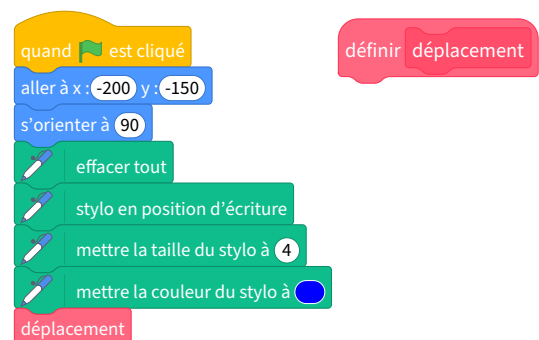 quand est cliqué
aller à x : -200 y : -150
s'orienter à 90
effacer tout
stylo en position d'écriture
mettre la taille du stylo à 4
mettre la couleur du stylo à
déplacement
définir déplacement